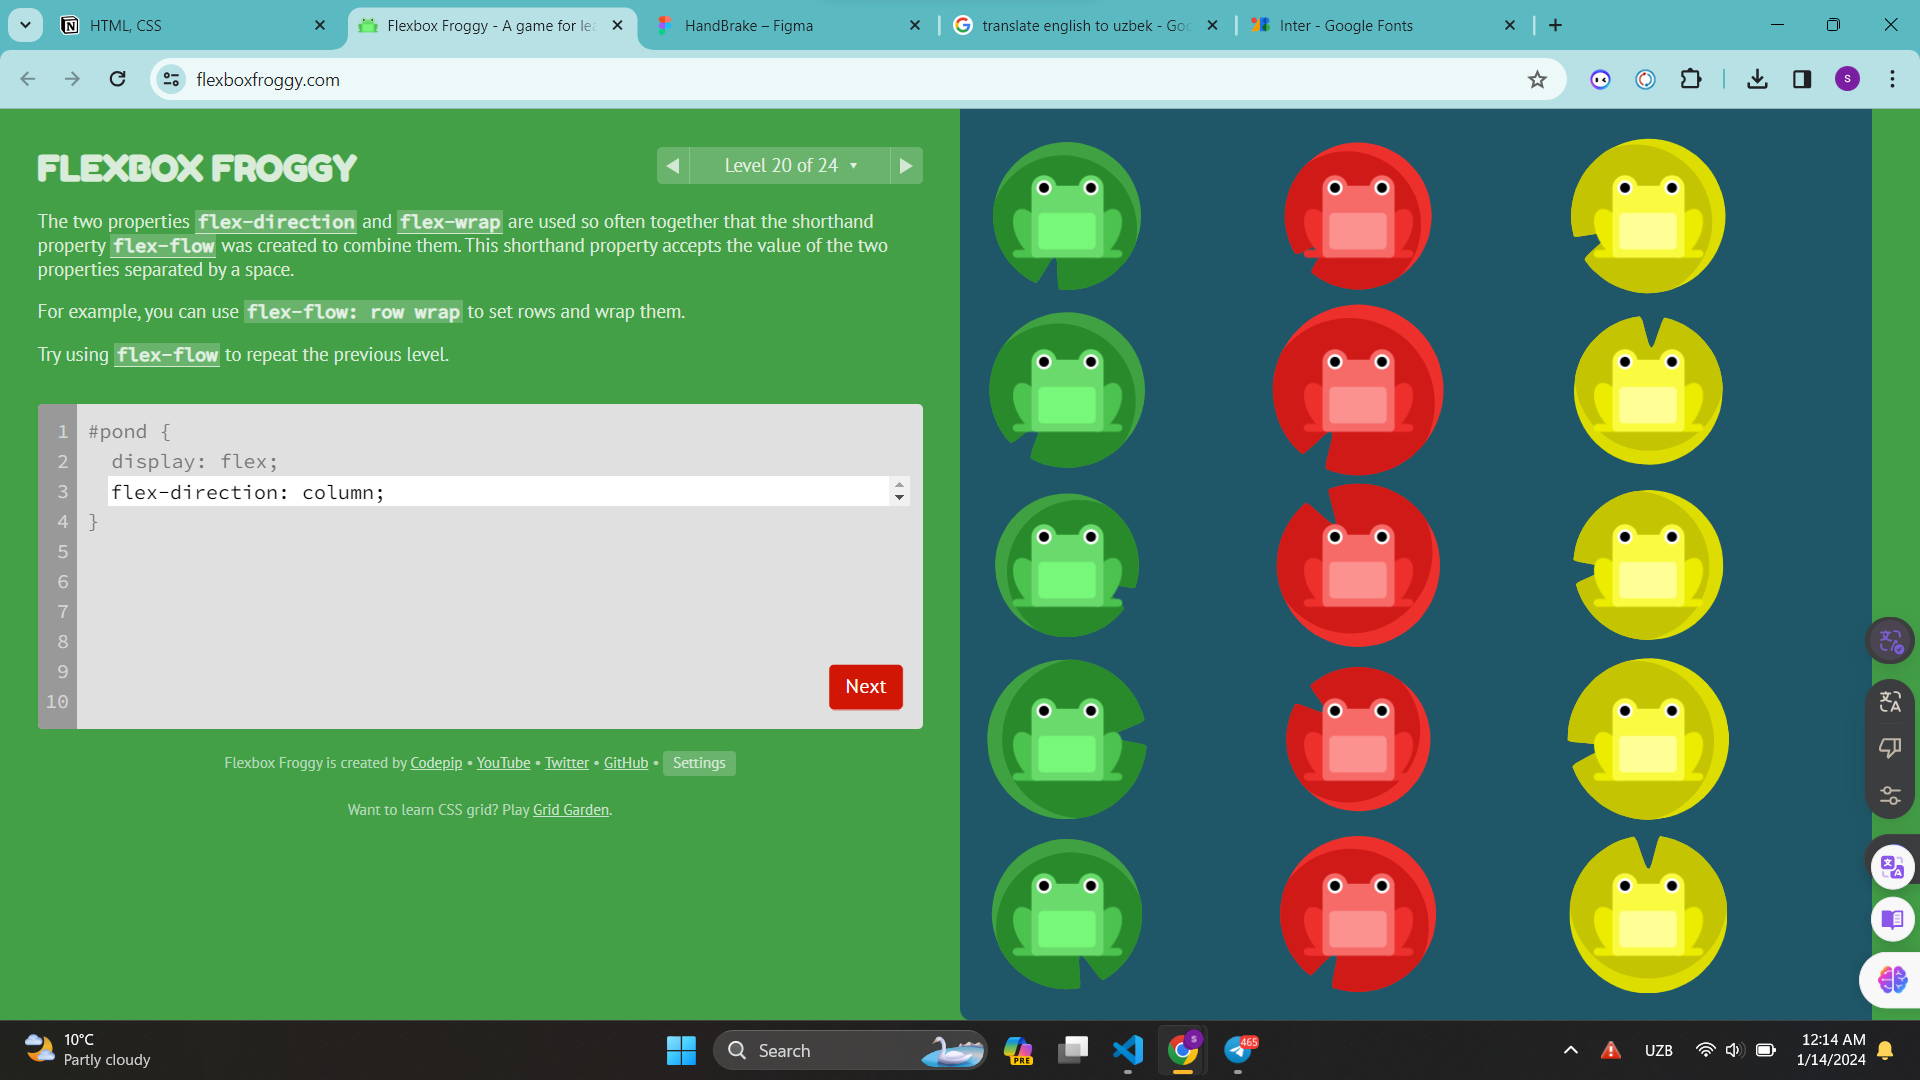 HTML, CSS
Flexbox Froggy - A game for lea
HandBrake – Figma
translate english to uzbek - Goo
Inter - Google Fonts
flexboxfroggy.com
S
FLEXBOX FROGGY
Level 20 of 24
The two properties flex-direction and flex-wrap are used so often together that the shorthand
property flex-flow was created to combine them. This shorthand property accepts the value of the two
properties separated by a space.
For example, you can use flex-flow: row wrap to set rows and wrap them.
Try using flex-flow to repeat the previous level.
1 #pond {
2 display: flex;
3 flex-direction: column;
4 }
5
6
7
8
9
10
Next
Flexbox Froggy is created by Codepip • YouTube • Twitter • GitHub • Settings
Want to learn CSS grid? Play Grid Garden.
10°C
Partly cloudy
Search
PRE
S
465
UZB
12:14 AM
1/14/2024